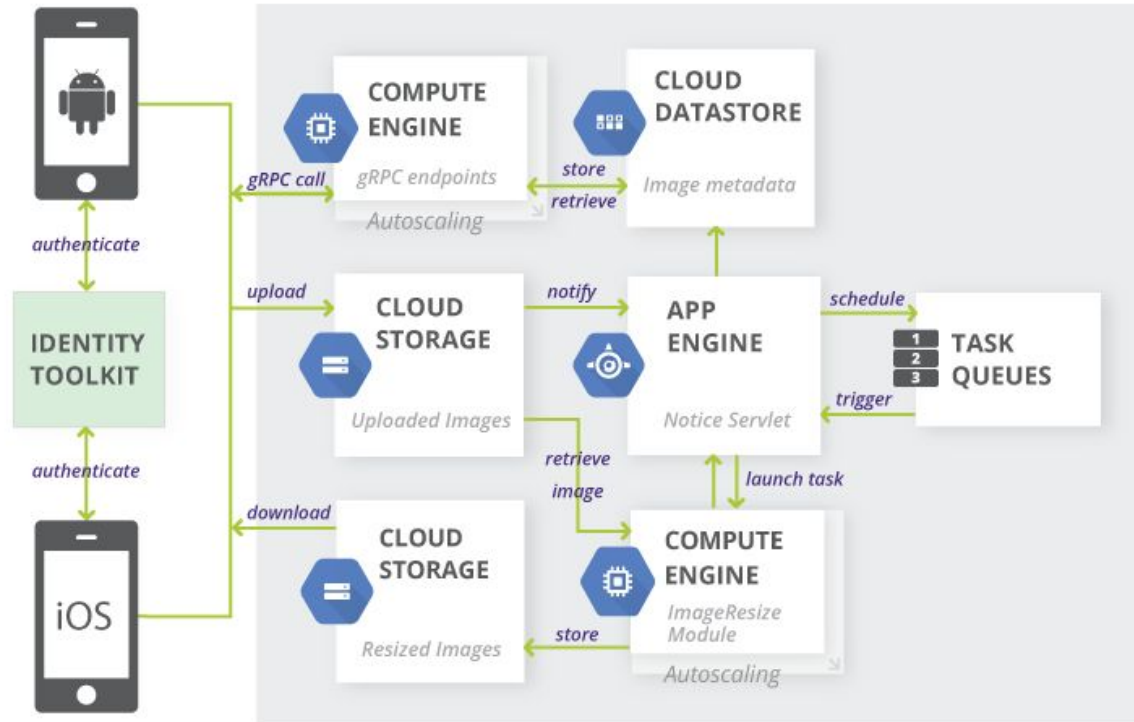 COMPUTE
ENGINE
gRPC endpoints
Autoscaling
CLOUD
DATASTORE
Image metadata
gRPC call
store
retrieve
authenticate
IDENTITY
TOOLKIT
authenticate
upload
CLOUD
STORAGE
Uploaded Images
notify
APP
ENGINE
Notice Servlet
schedule
1
2
3
TASK
QUEUES
trigger
retrieve
image
launch task
iOS
download
CLOUD
STORAGE
Resized Images
store
COMPUTE
ENGINE
ImageResize
Module
Autoscaling